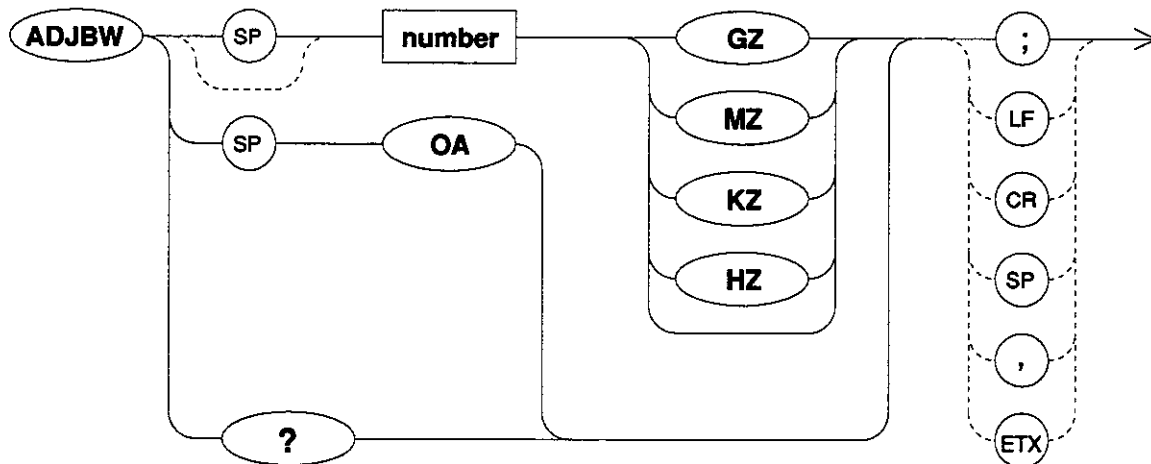 ADJBW SP number GZ ;
MZ LF
SP OA
KZ CR
HZ SP
,
? ETX